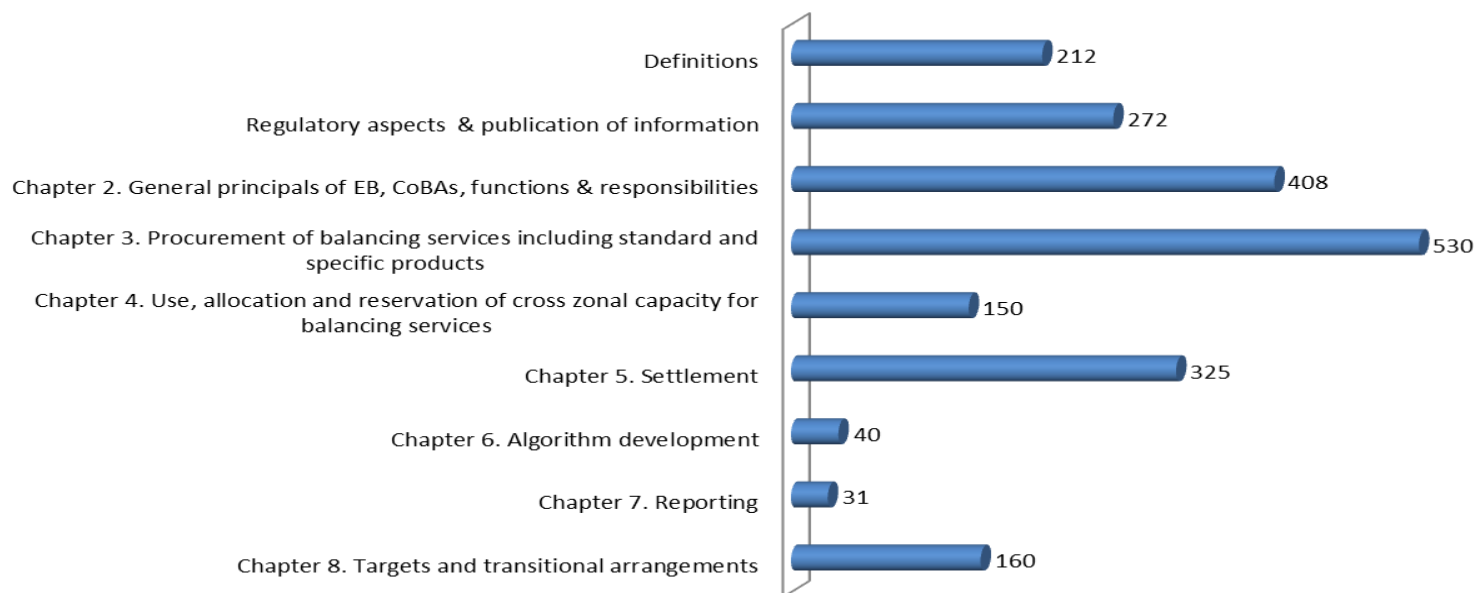 Definitions 212
Regulatory aspects & publication of information 272
Chapter 2. General principals of EB, CoBAs, functions & responsibilities 408
Chapter 3. Procurement of balancing services including standard and
specific products 530
Chapter 4. Use, allocation and reservation of cross zonal capacity for
balancing services 150
Chapter 5. Settlement 325
Chapter 6. Algorithm development 40
Chapter 7. Reporting 31
Chapter 8. Targets and transitional arrangements 160